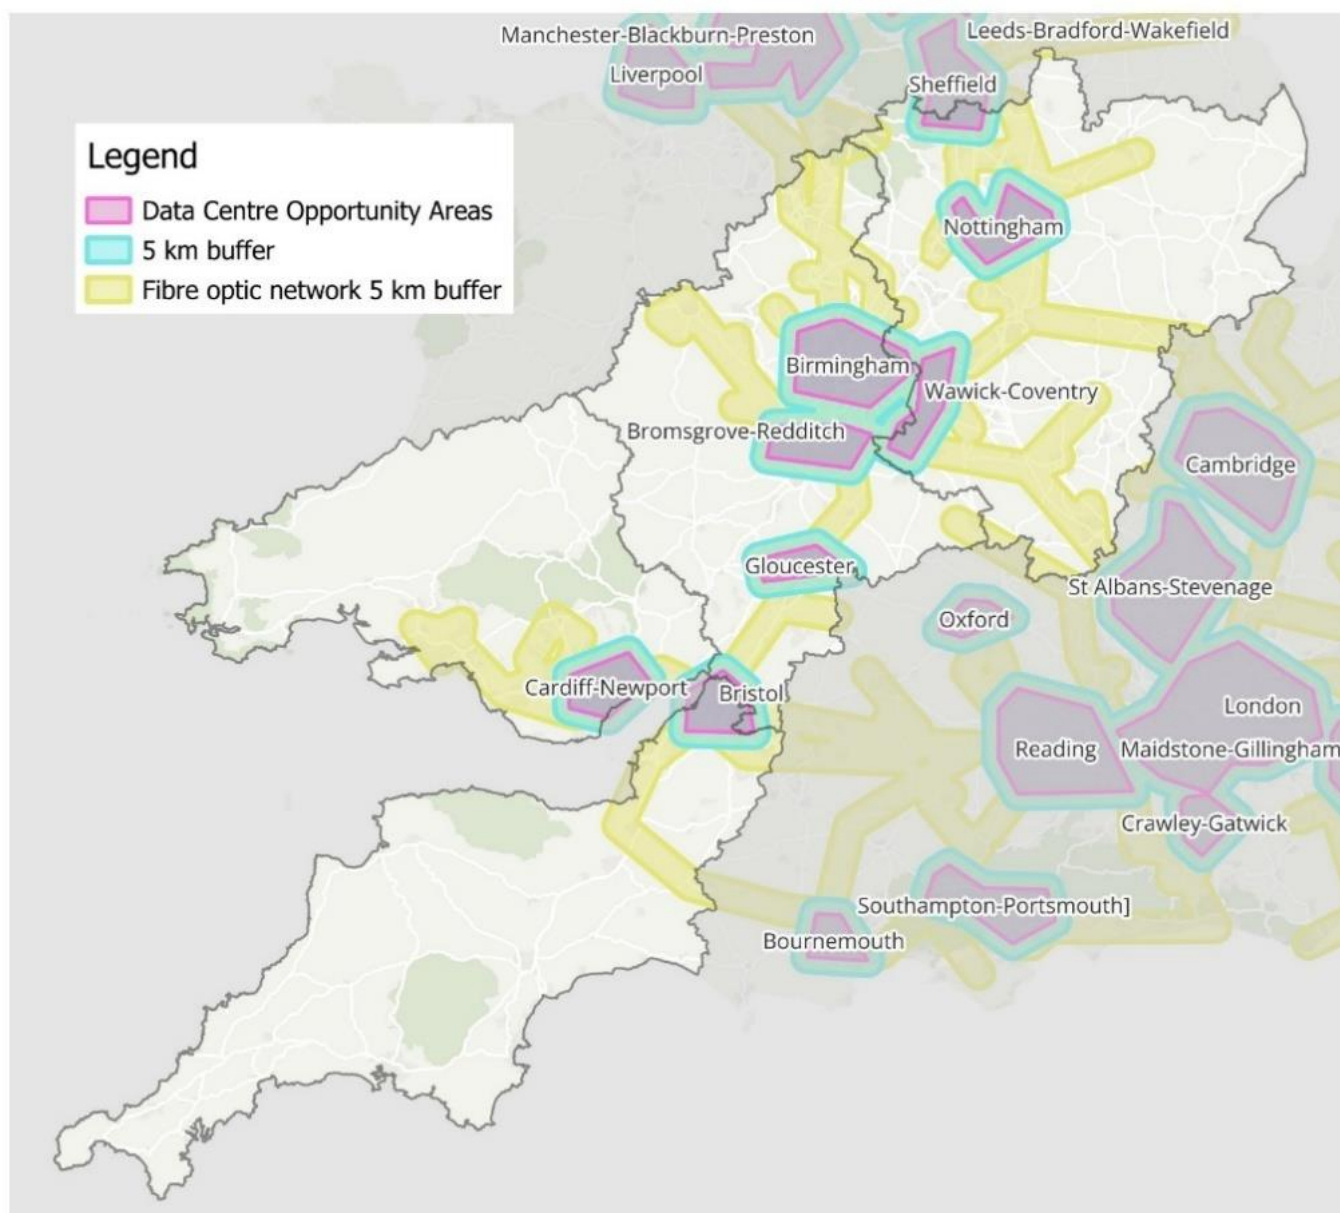 Manchester-Blackburn-Preston
Leeds-Bradford-Wakefield
Liverpool
Sheffield
Legend
Data Centre Opportunity Areas
5 km buffer
Fibre optic network 5 km buffer
Nottingham
Birmingham
Wawick-Coventry
Bromsgrove-Redditch
Cambridge
Gloucester
St Albans-Stevenage
Oxford
Cardiff-Newport
Bristol
London
Reading
Maidstone-Gillingham
Crawley-Gatwick
Southampton-Portsmouth]
Bournemouth